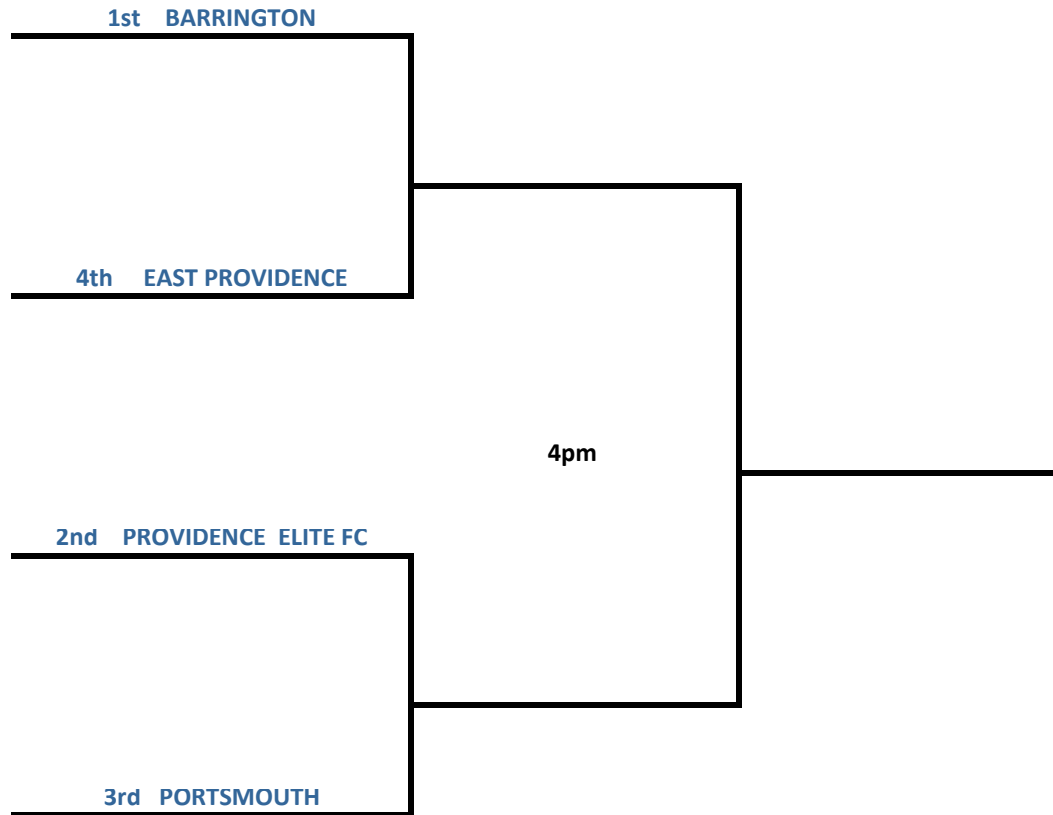 1st BARRINGTON
4th EAST PROVIDENCE
4pm
2nd PROVIDENCE ELITE FC
3rd PORTSMOUTH